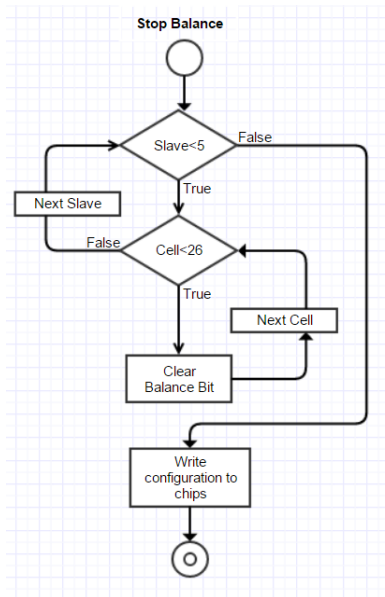 Stop Balance
Slave<5
False
True
Next Slave
False
Cell<26
True
Next Cell
Clear
Balance Bit
Write
configuration to
chips